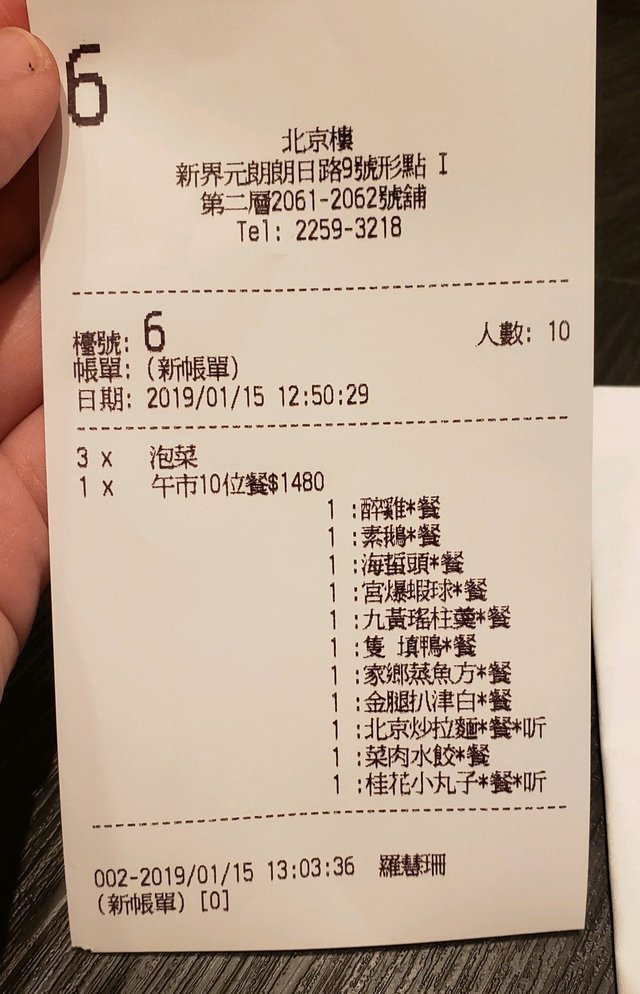 6
北京樓
新界元朗朗日路9號形點 I
第二層2061-2062號舖
Tel: 2259-3218
檯號: 6 人數: 10
帳單: (新帳單)
日期: 2019/01/15 12:50:29
3 x 泡菜
1 x 午市10位餐$1480
1 :醉雞*餐
1 :素鵝*餐
1 :海蜇頭*餐
1 :宮爆蝦球*餐
1 :九黃瑤柱羹*餐
1 :隻 填鴨*餐
1 :家鄉蒸魚方*餐
1 :金腿扒津白*餐
1 :北京炒拉麵*餐*听
1 :菜肉水餃*餐
1 :桂花小丸子*餐*听
002-2019/01/15 13:03:36 羅慧珊
(新帳單) [0]